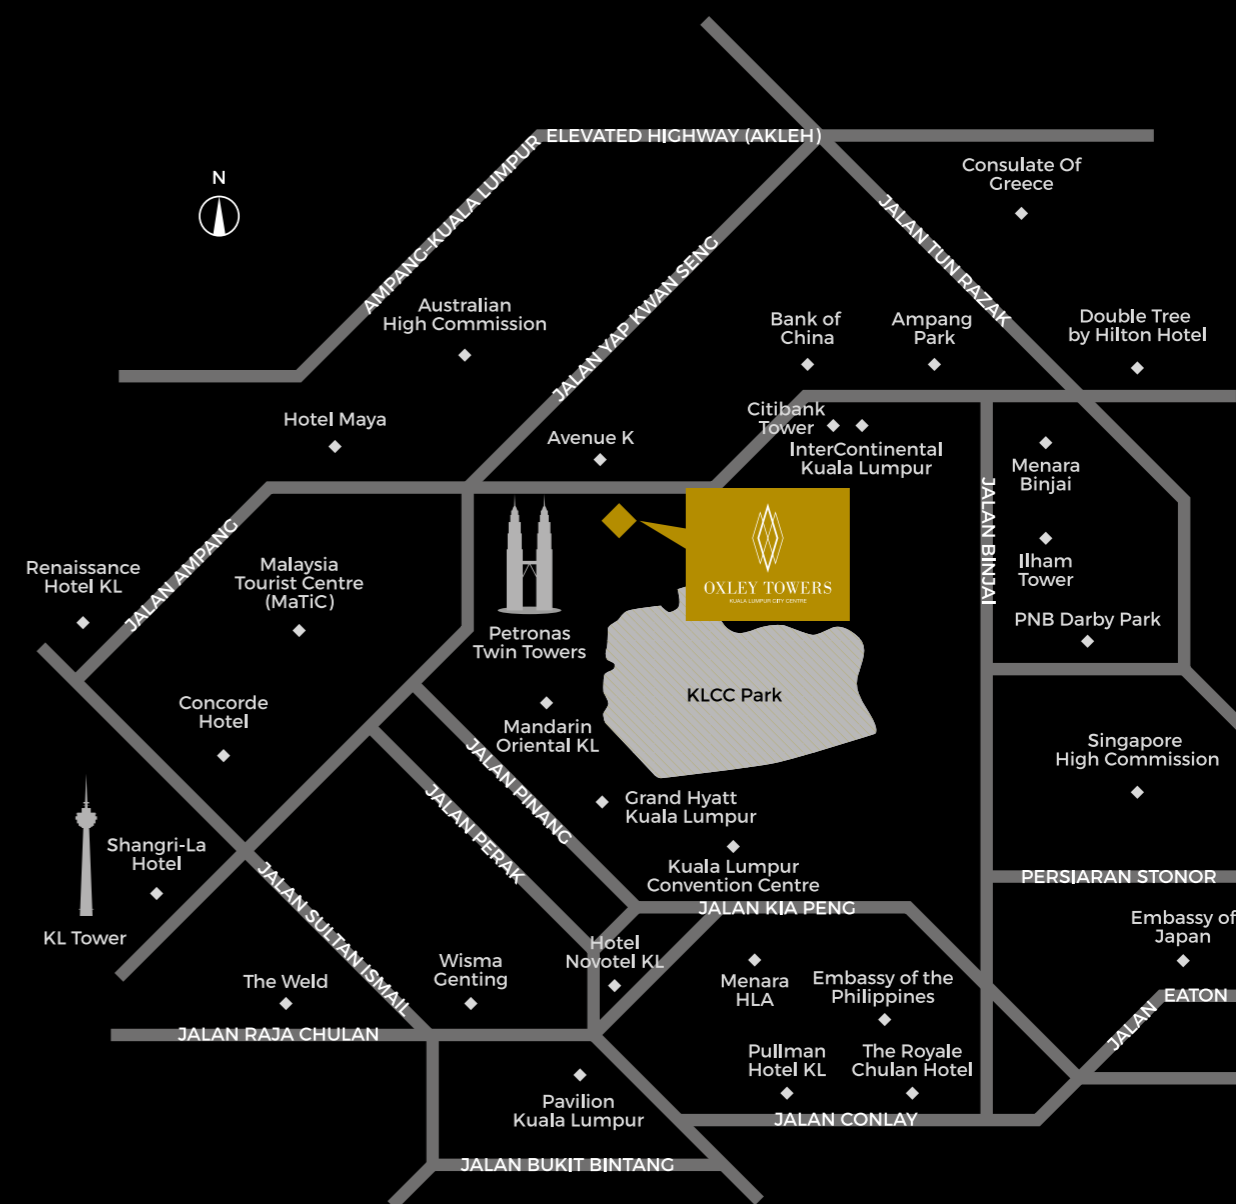 ELEVATED HIGHWAY (AKLEH)
AMPANG-KUALA LUMPUR
Consulate Of
Greece
N
JALAN TUN RAZAK
JALAN YAP KWAN SENG
Australian
High Commission
Bank of
China
Ampang
Park
Double Tree
by Hilton Hotel
Hotel Maya
Avenue K
Citibank
Tower
InterContinental
Kuala Lumpur
Menara
Binjai
JALAN BINJAI
JALAN AMPANG
Renaissance
Hotel KL
Malaysia
Tourist Centre
(MaTiC)
OXLEY TOWERS
KUALA LUMPUR CITY CENTRE
Ilham
Tower
PNB Darby Park
Petronas
Twin Towers
KLCC Park
Concorde
Hotel
Mandarin
Oriental KL
Singapore
High Commission
JALAN PINANG
JALAN PERAK
Grand Hyatt
Kuala Lumpur
Shangri-La
Hotel
KL Tower
Kuala Lumpur
Convention Centre
PERSIARAN STONOR
JALAN SULTAN ISMAIL
JALAN KIA PENG
Embassy of
Japan
Hotel
Novotel KL
Wisma
Genting
The Weld
Menara
HLA
Embassy of the
Philippines
JALAN EATON
JALAN RAJA CHULAN
Pullman
Hotel KL
The Royale
Chulan Hotel
Pavilion
Kuala Lumpur
JALAN CONLAY
JALAN BUKIT BINTANG